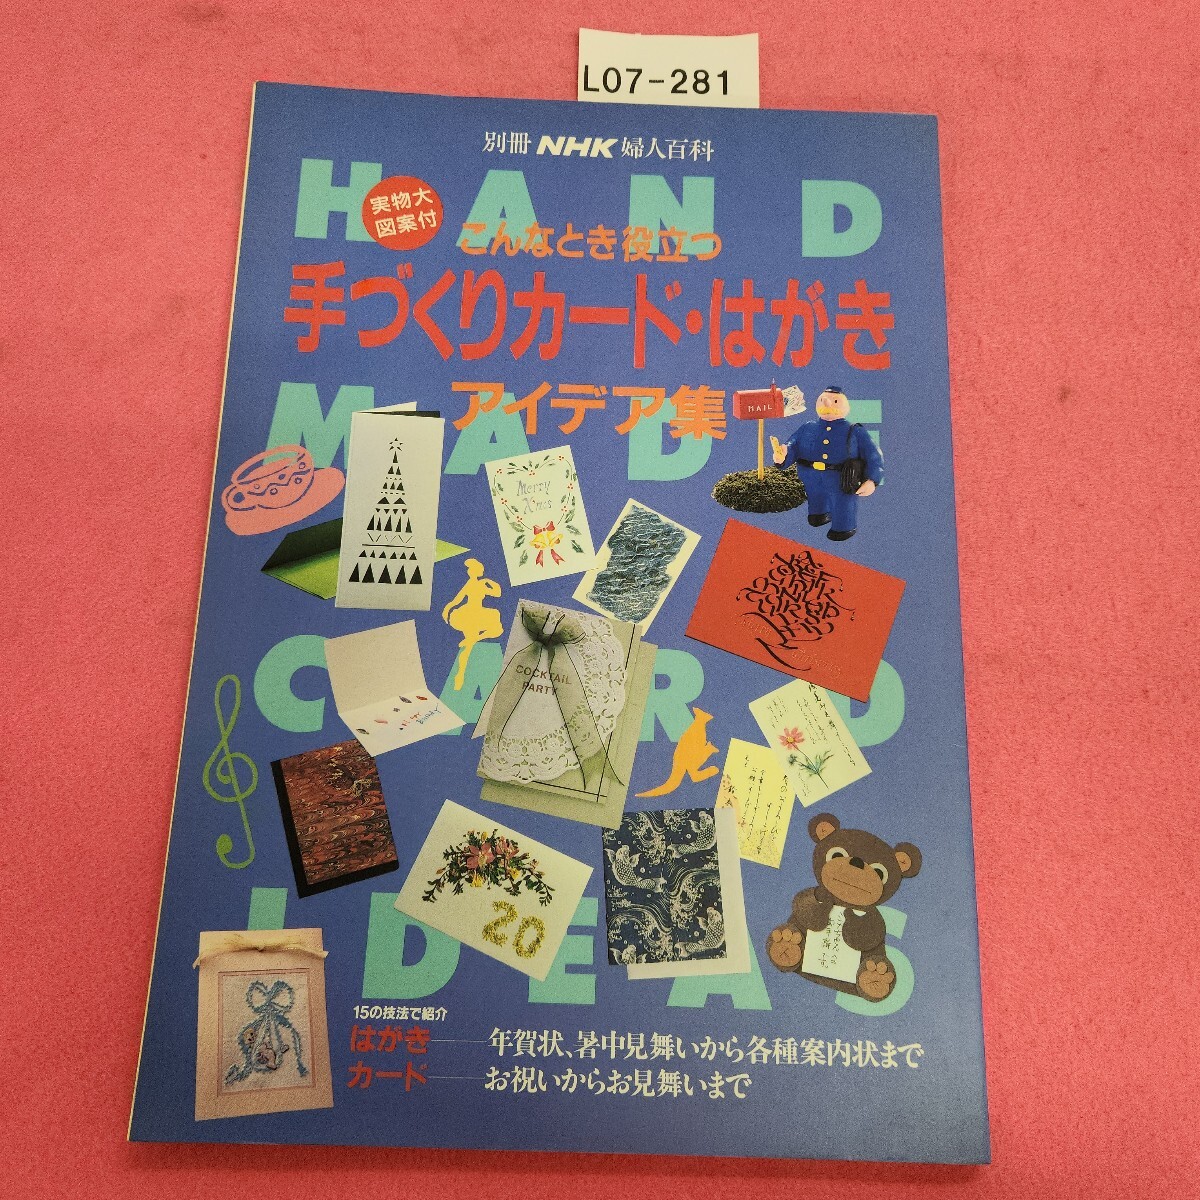 L07-281
別冊 NHK 婦人百科
HAND
実物大
図案付
こんなとき役立つ
手づくりカード・はがき
アイデア集
MADE
MAIL
Merry
X'mas
CARD
COCKTAIL
PARTY
20
IDEAS
15の技法で紹介
はがき——年賀状、暑中見舞いから各種案内状まで
カード——お祝いからお見舞いまで